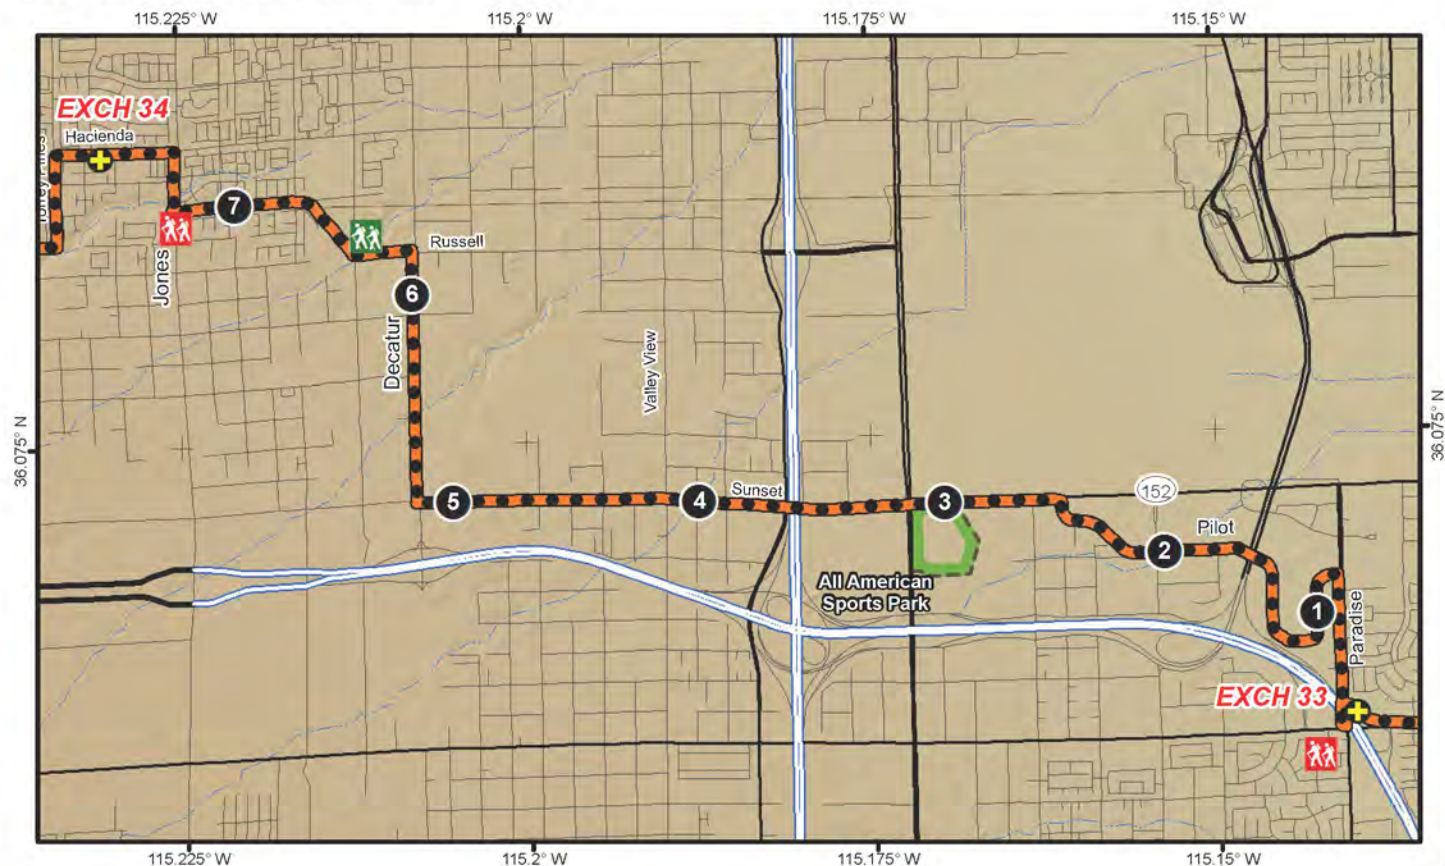 115.225° W
115.2° W
115.175° W
115.15° W
EXCH 34
Hacienda
7
Russell
Jones
6
Decatur
Valley View
36.075° N
36.075° N
5
4
Sunset
3
152
Pilot
2
All American
Sports Park
1
Paradise
EXCH 33
115.225° W
115.2° W
115.175° W
115.15° W